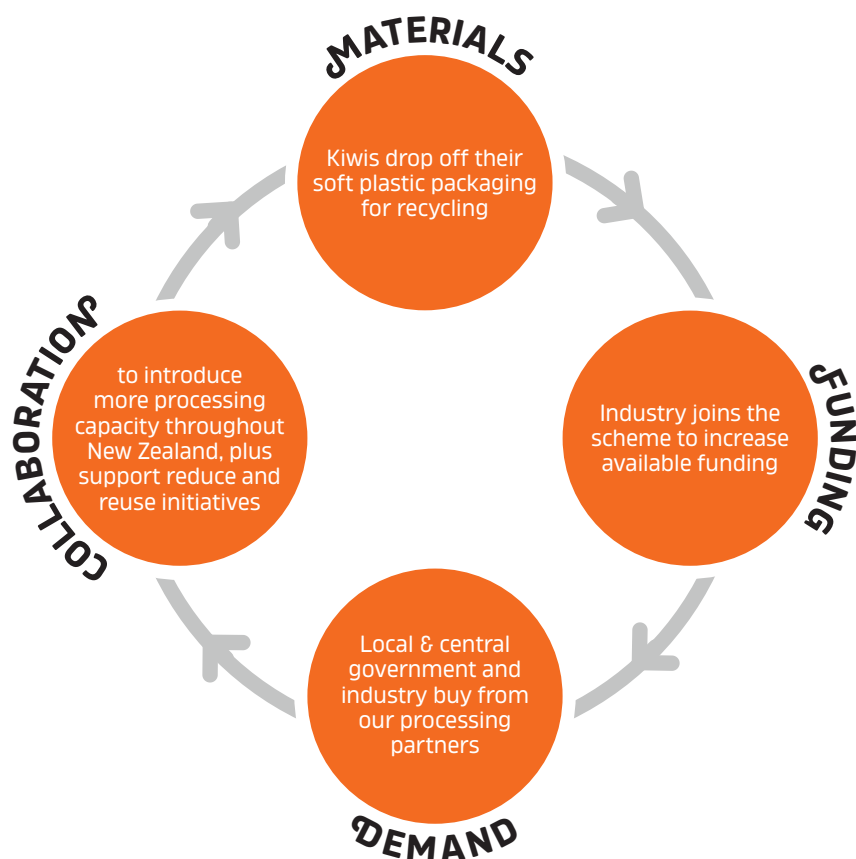 MATERIALS
Kiwis drop off their
soft plastic packaging
for recycling
FUNDING
Industry joins the
scheme to increase
available funding
DEMAND
Local & central
government and
industry buy from
our processing
partners
COLLABORATION
to introduce
more processing
capacity throughout
New Zealand, plus
support reduce and
reuse initiatives